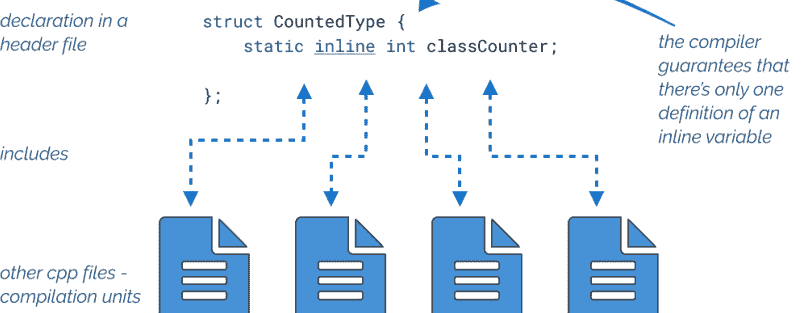 declaration in a
header file
struct CountedType {
    static inline int classCounter;
};
the compiler
guarantees that
there's only one
definition of an
inline variable
includes
other cpp files -
compilation units